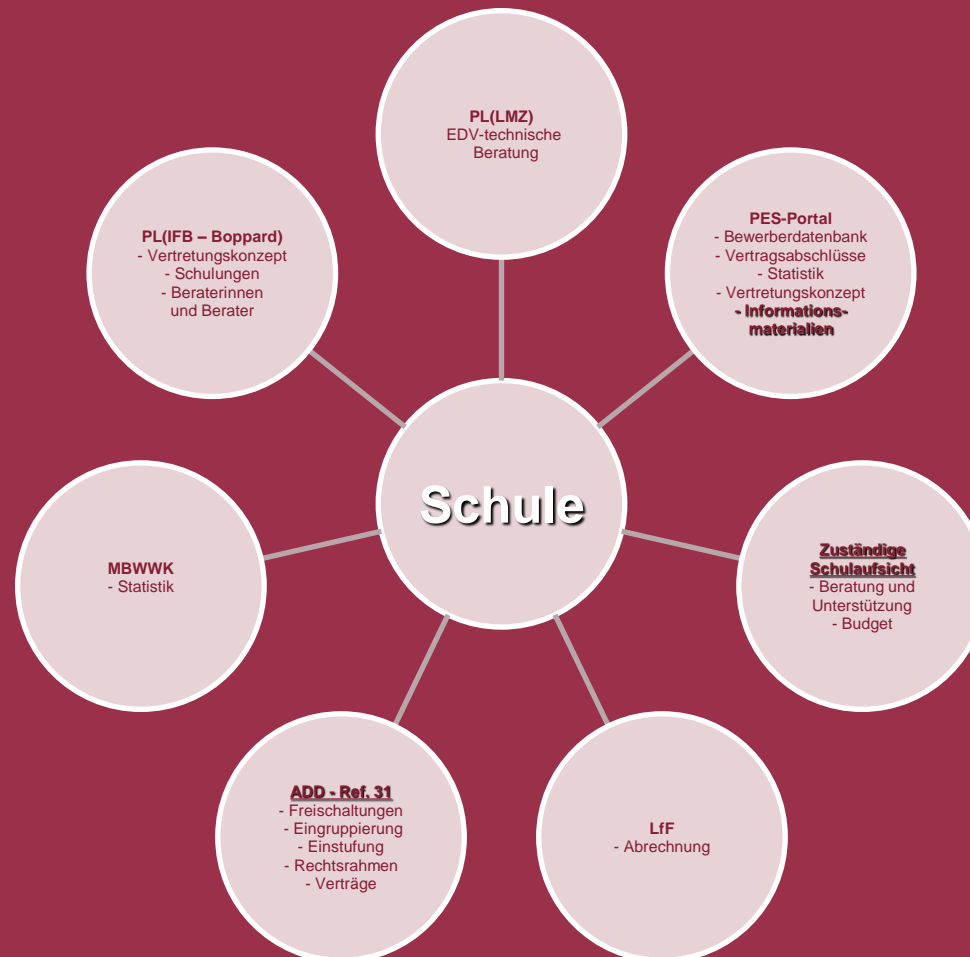 PL(LMZ)
EDV-technische
Beratung
PL(IFB – Boppard)
- Vertretungskonzept
- Schulungen
- Beraterinnen
und Berater
PES-Portal
- Bewerberdatenbank
- Vertragsabschlüsse
- Statistik
- Vertretungskonzept
- Informations-
materialien
Schule
MBWWK
- Statistik
Zuständige
Schulaufsicht
- Beratung und
Unterstützung
- Budget
ADD - Ref. 31
- Freischaltungen
- Eingruppierung
- Einstufung
- Rechtsrahmen
- Verträge
LfF
- Abrechnung